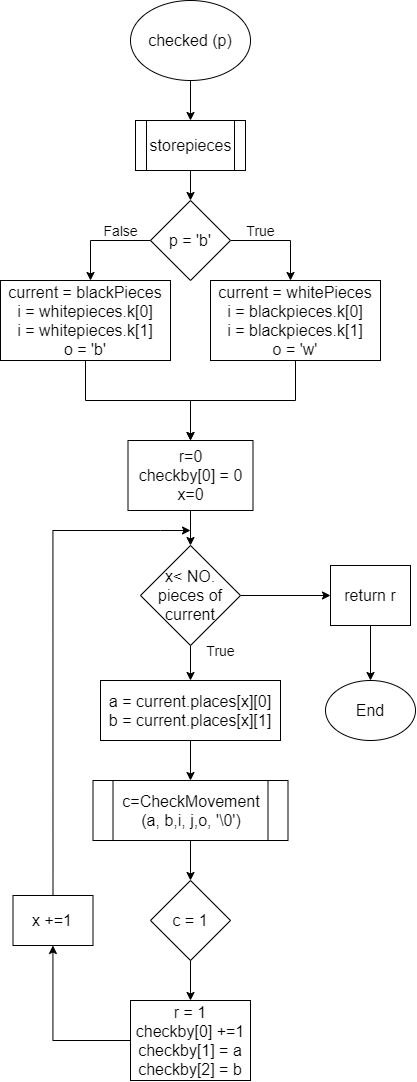 checked (p)
storepieces
p = 'b'
False
True
current = blackPieces
i = whitepieces.k[0]
i = whitepieces.k[1]
o = 'b'
current = whitePieces
i = blackpieces.k[0]
i = blackpieces.k[1]
o = 'w'
r=0
checkby[0] = 0
x=0
x< NO.
pieces of
current
return r
True
a = current.places[x][0]
b = current.places[x][1]
End
c=CheckMovement
(a, b,i, j,o, '\0')
x +=1
c = 1
r = 1
checkby[0] +=1
checkby[1] = a
checkby[2] = b